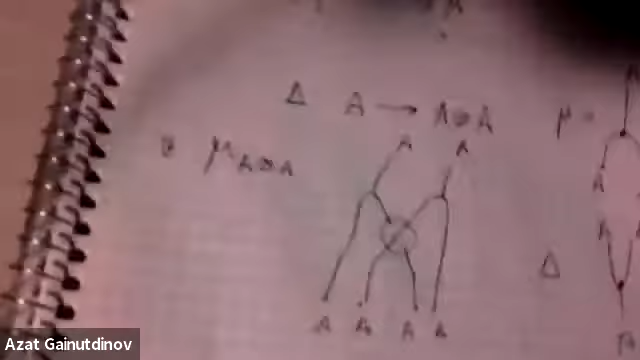 Δ A → A⊗A
μ =
μ A⊗A
A A
A
Δ
A A A A
Azat Gainutdinov